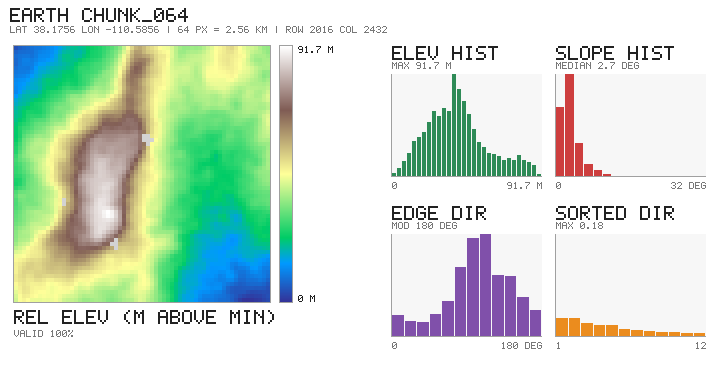 EARTH CHUNK_064
LAT 38.1756 LON -110.5856 | 64 PX = 2.56 KM | ROW 2016 COL 2432
91.7 M
0 M
REL ELEV (M ABOVE MIN)
VALID 100%
ELEV HIST
MAX 91.7 M
0 91.7 M
SLOPE HIST
MEDIAN 2.7 DEG
0 32 DEG
EDGE DIR
MOD 180 DEG
0 180 DEG
SORTED DIR
MAX 0.18
1 12